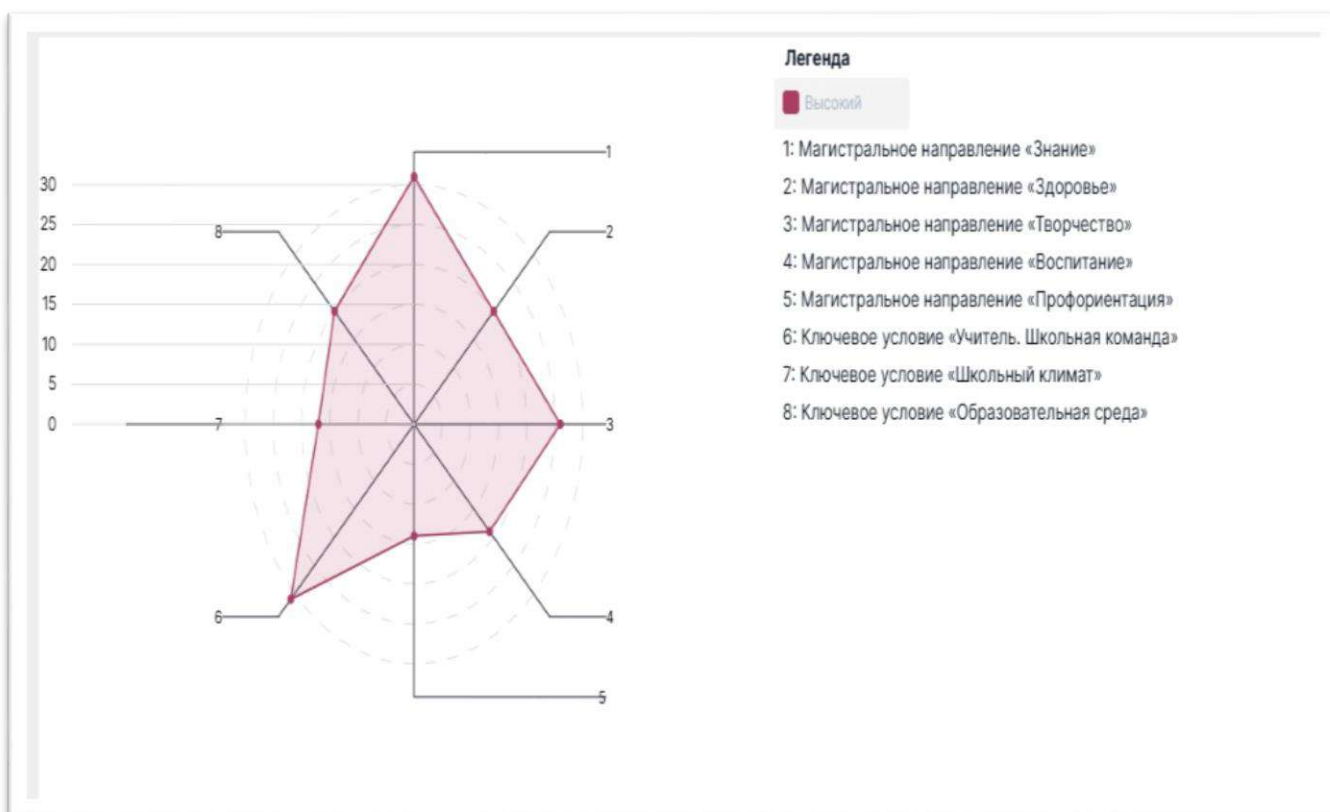 Легенда
Высокий
1: Магистральное направление «Знание»
2: Магистральное направление «Здоровье»
3: Магистральное направление «Творчество»
4: Магистральное направление «Воспитание»
5: Магистральное направление «Профориентация»
6: Ключевое условие «Учитель. Школьная команда»
7: Ключевое условие «Школьный климат»
8: Ключевое условие «Образовательная среда»
1
30
25
8
2
20
15
10
5
0
7
3
6
4
5